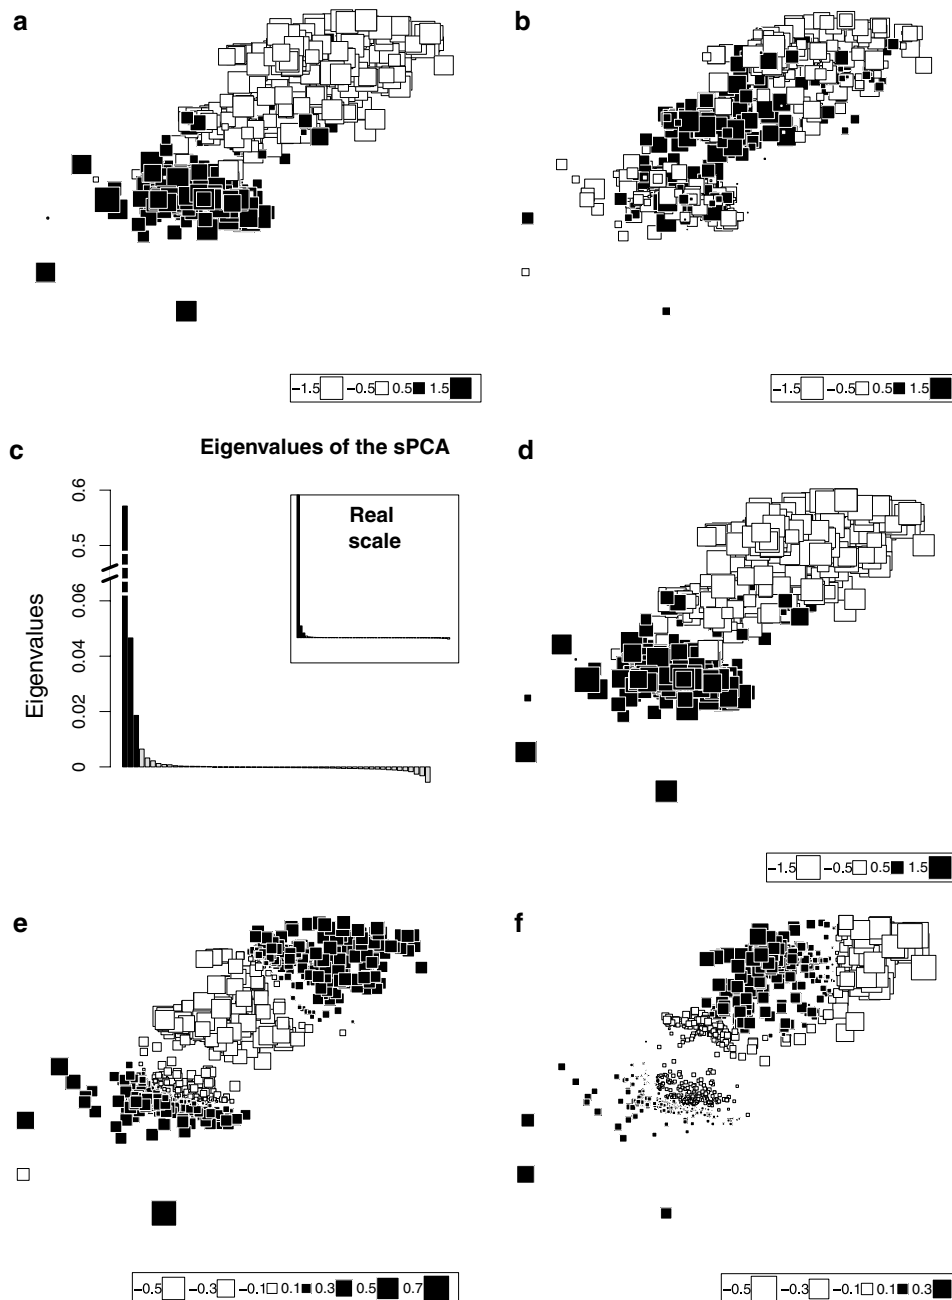 a
b
−1.5 −0.5 0.5 1.5
−1.5 −0.5 0.5 1.5
c
Eigenvalues of the sPCA
d
Real
scale
Eigenvalues
0.6
0.5
0.06
0.04
0.02
0
−1.5 −0.5 0.5 1.5
e
f
−0.5 −0.3 −0.1 0.1 0.3 0.5 0.7
−0.5 −0.3 −0.1 0.1 0.3